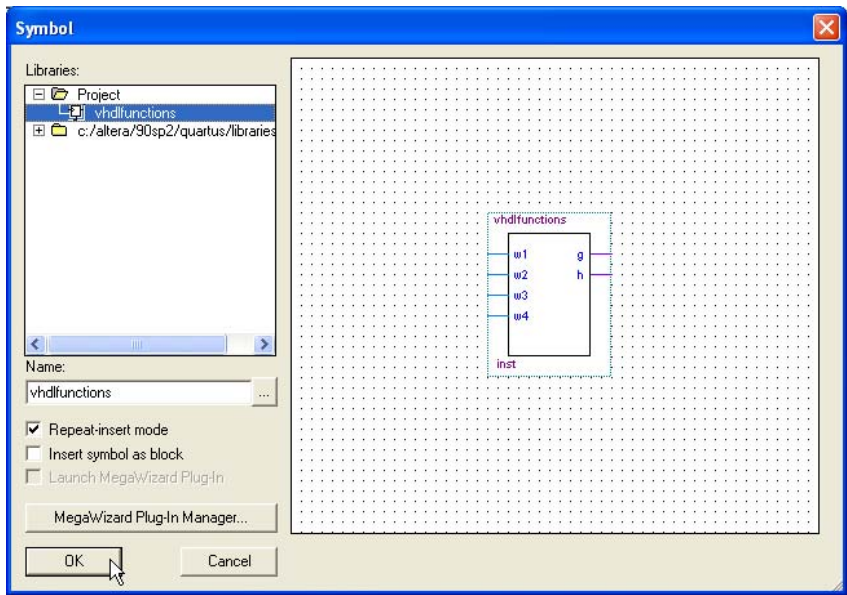 Symbol
Libraries:
Project
vhdlfunctions
c:/altera/90sp2/quartus/libraries
Name:
vhdlfunctions
...
Repeat-insert mode
Insert symbol as block
Launch MegaWizard Plug-In
MegaWizard Plug-In Manager...
OK
Cancel
vhdlfunctions
w1 g
w2 h
w3
w4
inst